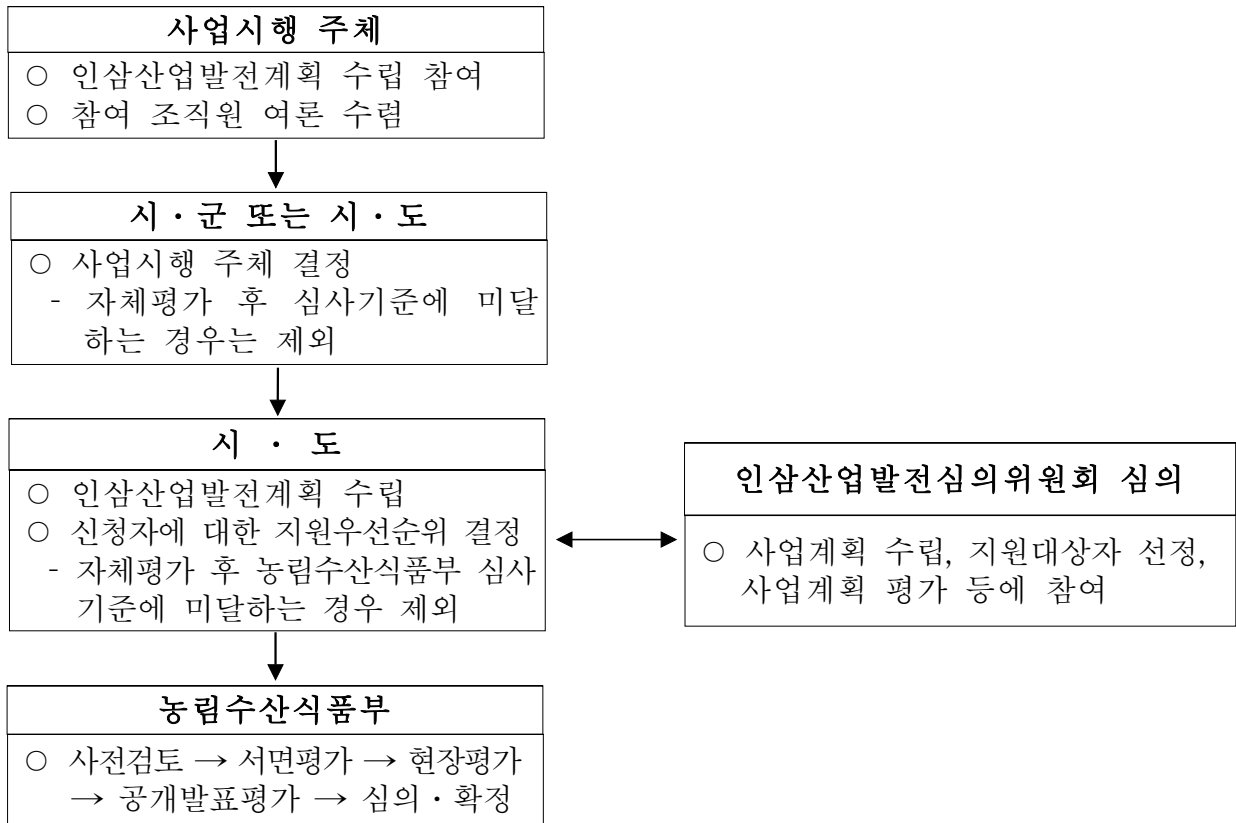 사업시행 주체
○ 인삼산업발전계획 수립 참여
○ 참여 조직원 여론 수렴
시·군 또는 시·도
○ 사업시행 주체 결정
- 자체평가 후 심사기준에 미달
하는 경우는 제외
시 · 도
○ 인삼산업발전계획 수립
○ 신청자에 대한 지원우선순위 결정
- 자체평가 후 농림수산식품부 심사
기준에 미달하는 경우 제외
인삼산업발전심의위원회 심의
○ 사업계획 수립, 지원대상자 선정,
사업계획 평가 등에 참여
농림수산식품부
○ 사전검토 → 서면평가 → 현장평가
→ 공개발표평가 → 심의·확정